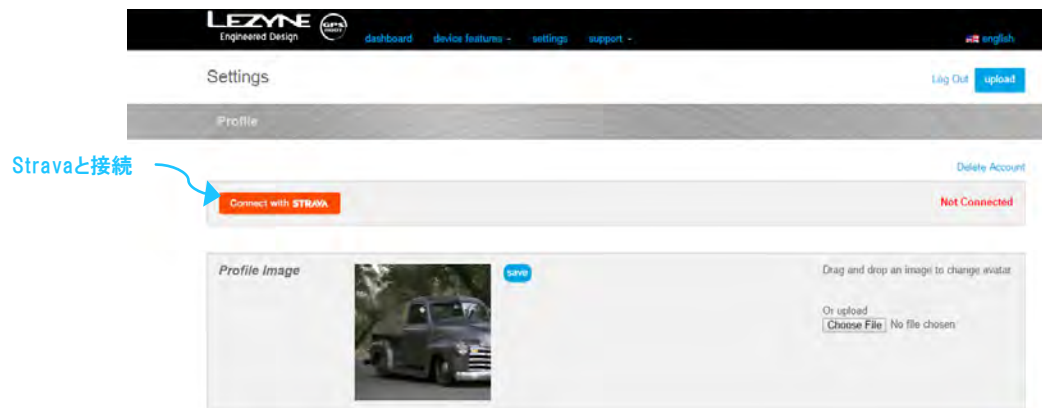 LEZYNE
Engineered Design
GPS
ROOT
dashboard device features settings support english
Settings
Log Out upload
Profile
Stravaと接続
Delete Account
Connect with STRAVA Not Connected
Profile Image save Drag and drop an image to change avatar
Or upload
Choose File No file chosen